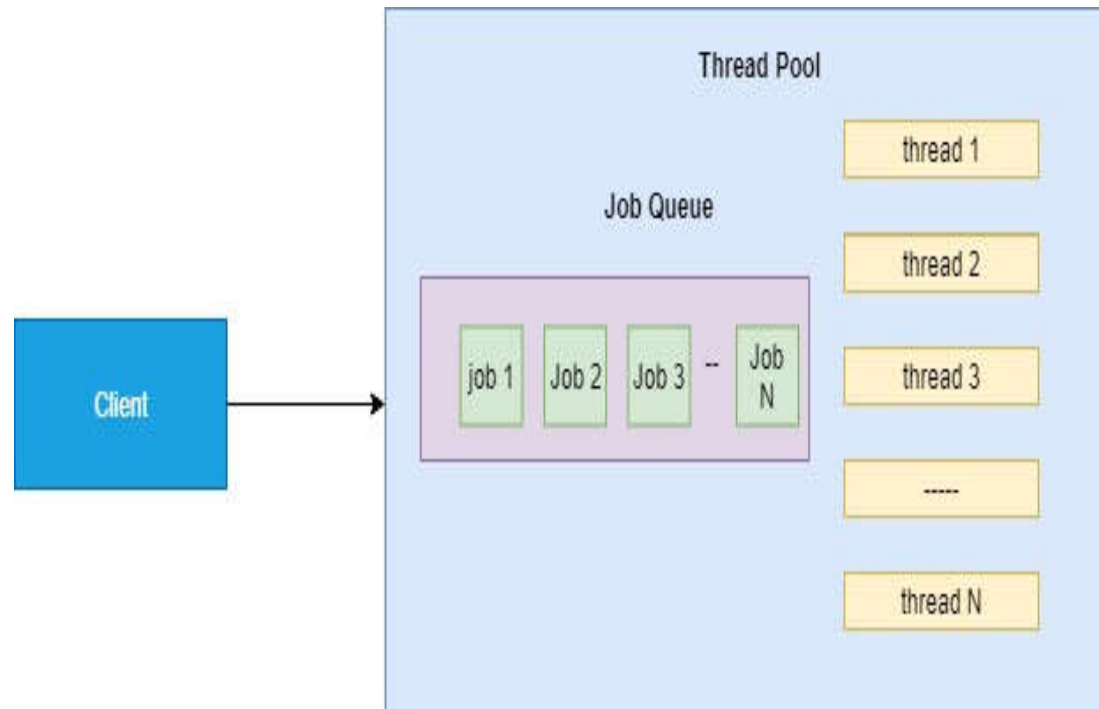 Thread Pool
thread 1
Job Queue
thread 2
job 1
Job 2
Job 3
--
Job
N
thread 3
Client
-----
thread N